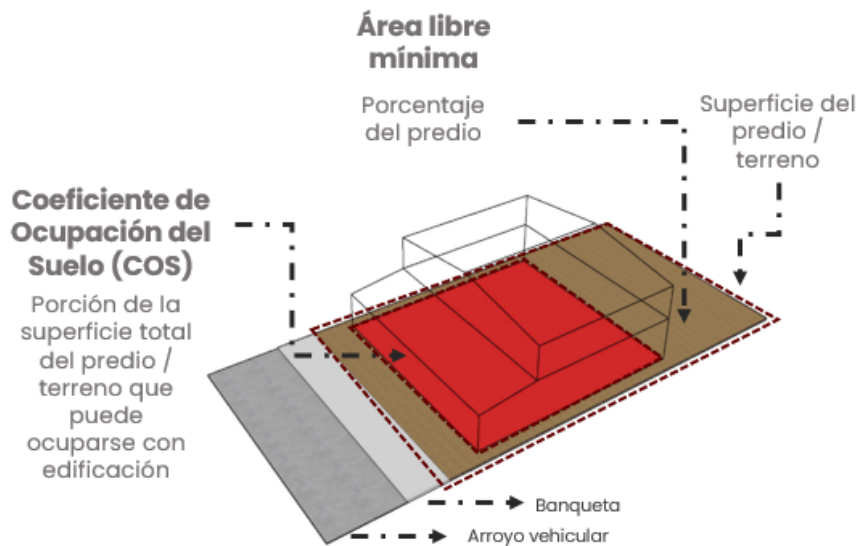 Área libre
mínima
Porcentaje
del predio
Superficie del
predio /
terreno
Coeficiente de
Ocupación del
Suelo (COS)
Porción de la
superficie total
del predio /
terreno que
puede
ocuparse con
edificación
Banqueta
Arroyo vehicular